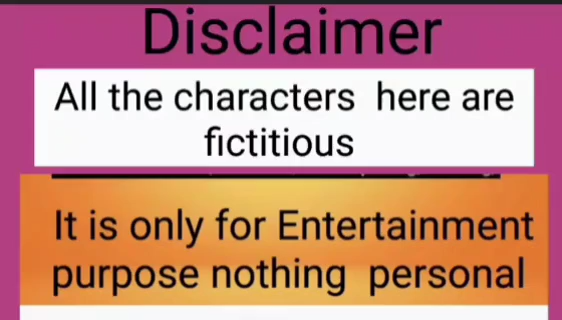 Disclaimer
All the characters here are
fictitious
It is only for Entertainment
purpose nothing personal